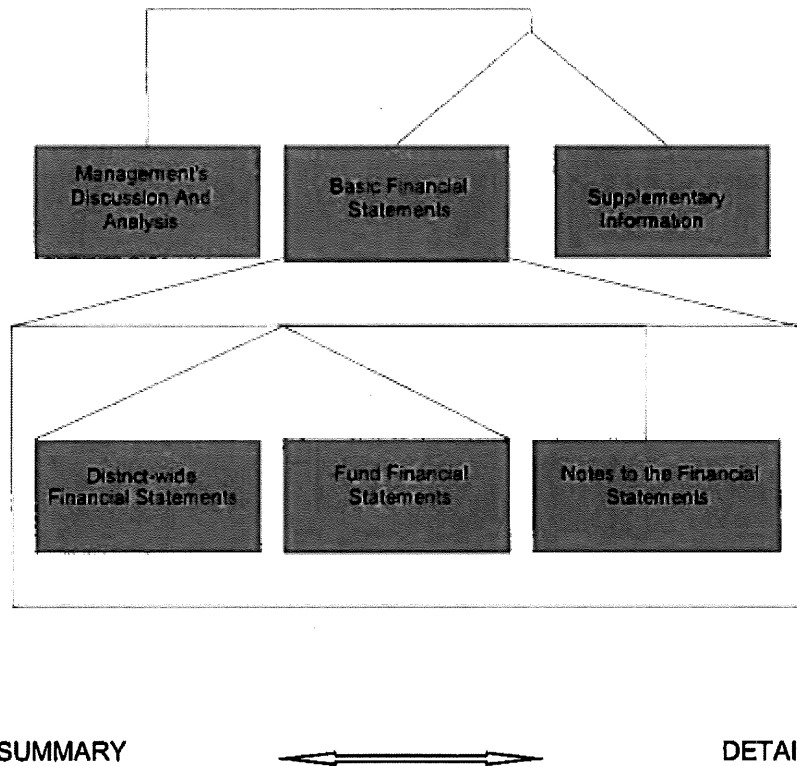 Management's
Discussion And
Analysis
Basic Financial
Statements
Supplementary
Information
District-wide
Financial Statements
Fund Financial
Statements
Notes to the Financial
Statements
SUMMARY
DETAI